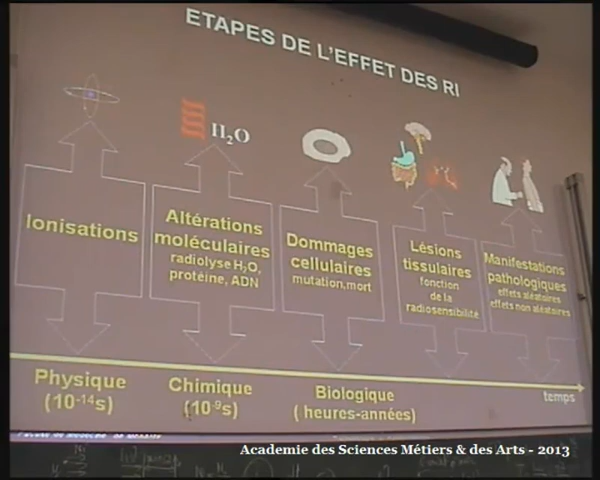 ETAPES DE L'EFFET DES RI
H₂O
Ionisations
Altérations
moléculaires
radiolyse H₂O,
protéine, ADN
Dommages
cellulaires
mutation,mort
Lésions
tissulaires
fonction
de la
radiosensibilité
Manifestations
pathologiques
effets aléatoires
effets non aléatoires
Physique
(10⁻¹⁴s)
Chimique
(10⁻⁹s)
Biologique
( heures-années)
temps
Academie des Sciences Métiers & des Arts - 2013